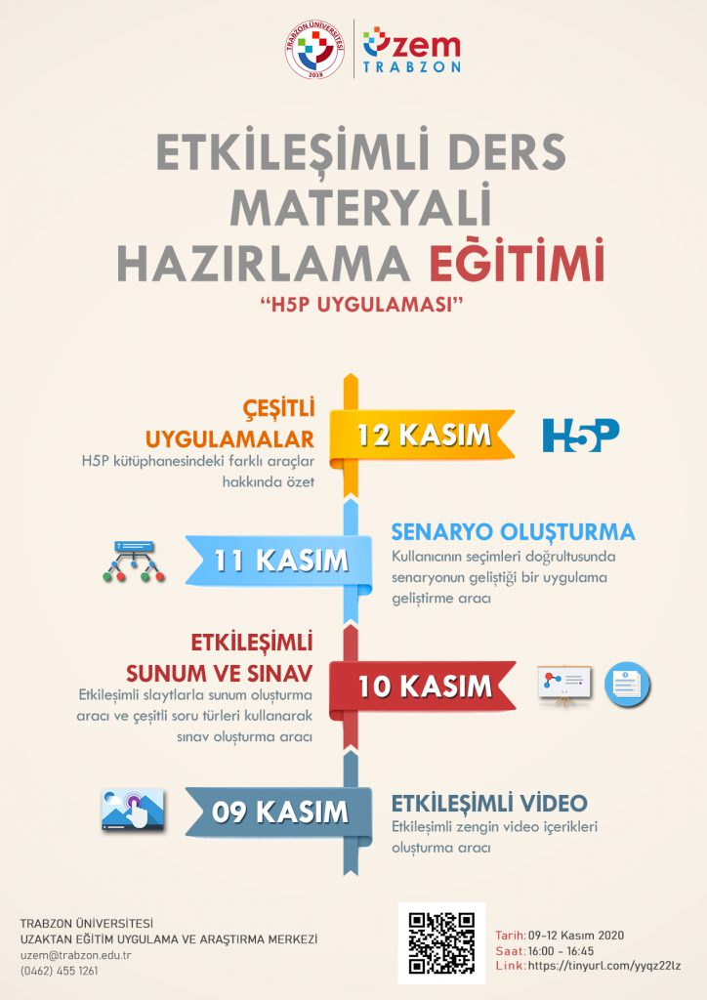 TRABZON ÜNİVERSİTESİ
2018
üzem
TRABZON
ETKİLEŞİMLİ DERS
MATERYALİ
HAZIRLAMA EĞİTİMİ
“H5P UYGULAMASI”
ÇEŞİTLİ
UYGULAMALAR
H5P kütüphanesindeki farklı araçlar
hakkında özet
12 KASIM
H5P
11 KASIM
SENARYO OLUŞTURMA
Kullanıcının seçimleri doğrultusunda
senaryonun geliştiği bir uygulama
geliştirme aracı
ETKİLEŞİMLİ
SUNUM VE SINAV
Etkileşimli slaytlarla sunum oluşturma
aracı ve çeşitli soru türleri kullanarak
sınav oluşturma aracı
10 KASIM
09 KASIM
ETKİLEŞİMLİ VİDEO
Etkileşimli zengin video içerikleri
oluşturma aracı
TRABZON ÜNİVERSİTESİ
UZAKTAN EĞİTİM UYGULAMA VE ARAŞTIRMA MERKEZİ
uzem@trabzon.edu.tr
(0462) 455 1261
Tarih: 09-12 Kasım 2020
Saat: 16:00 - 16:45
Link: https://tinyurl.com/yyqz22lz